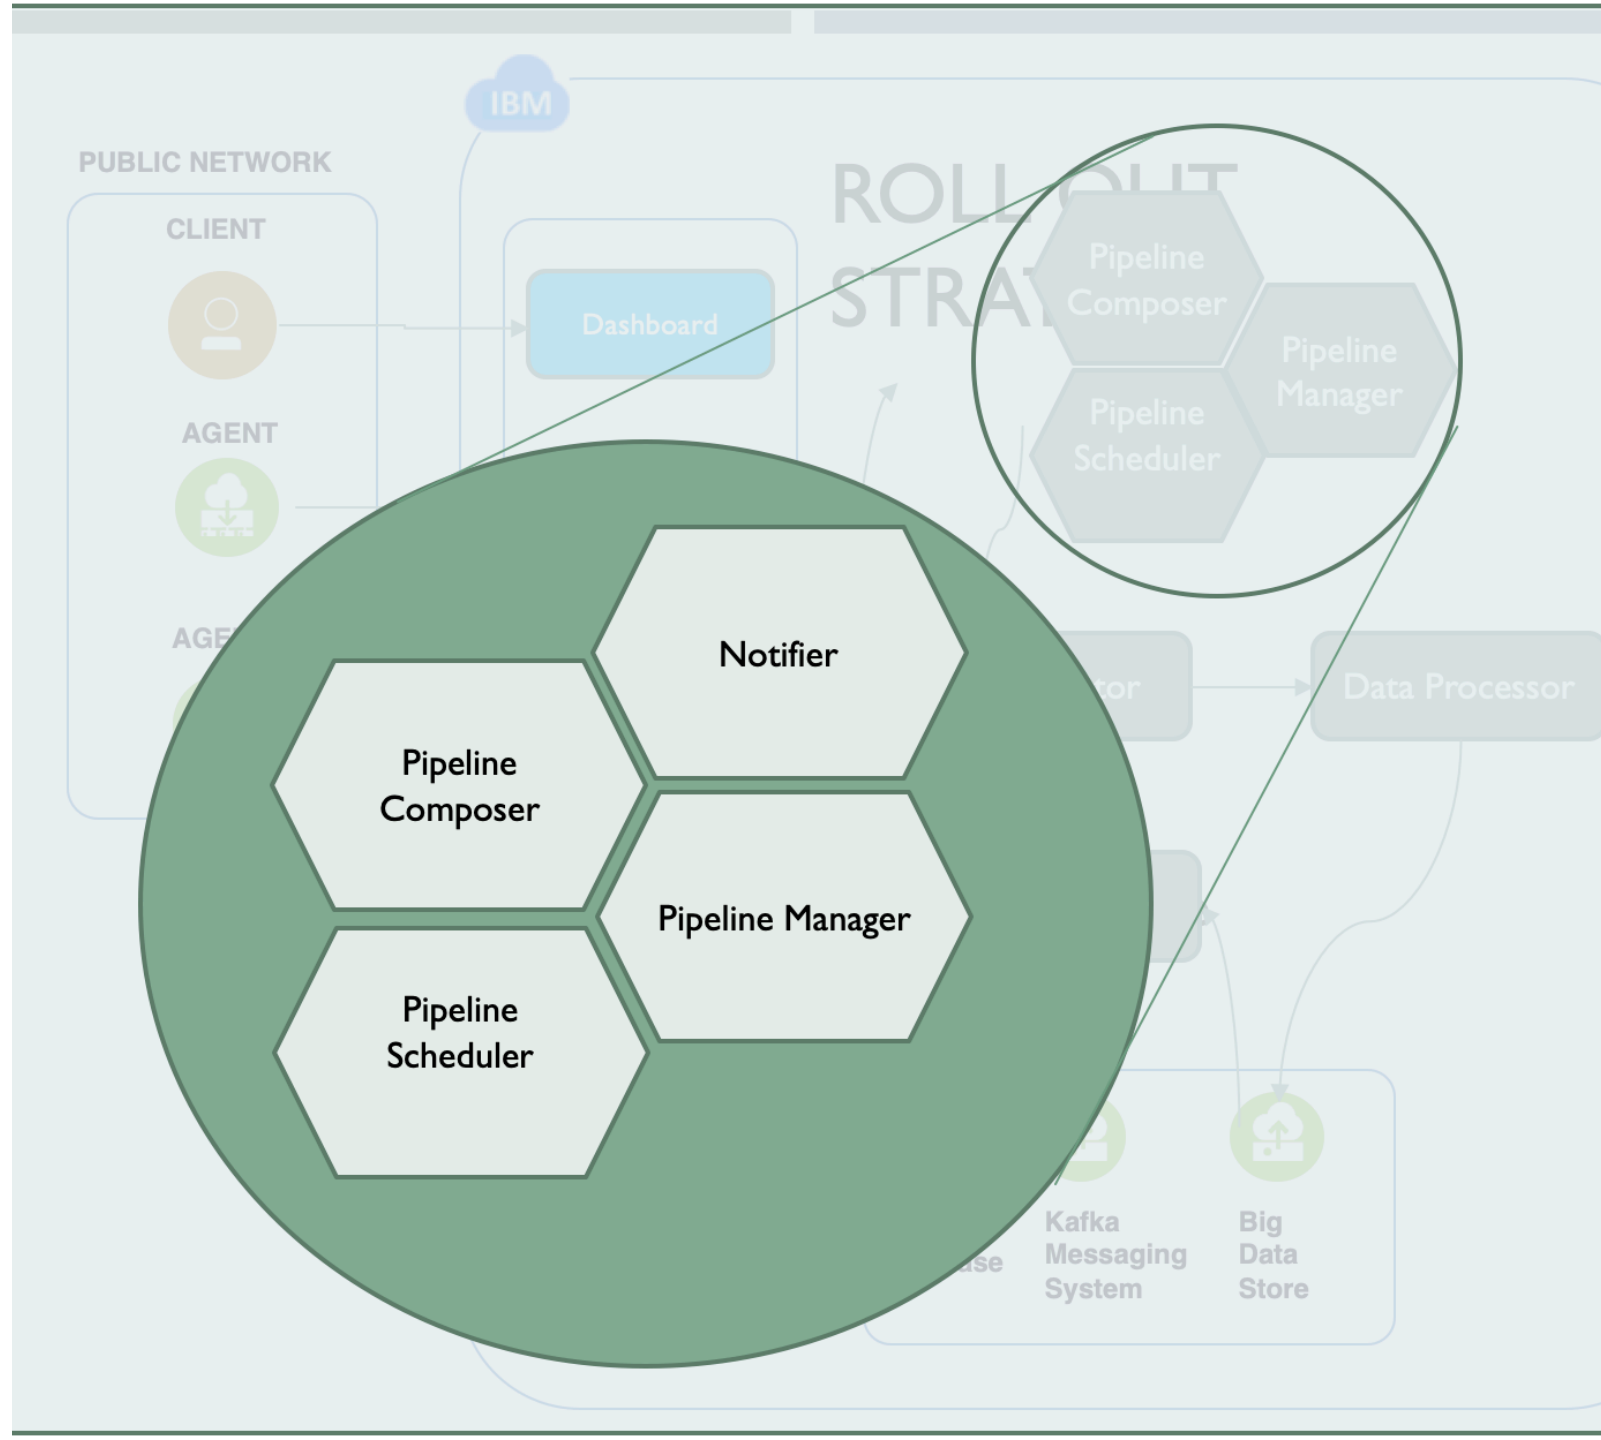 IBM
PUBLIC NETWORK
CLIENT
ROLL OUT
Pipeline
Composer
Dashboard
Pipeline
Manager
Pipeline
Scheduler
AGENT
Notifier
Data Processor
Pipeline
Composer
Pipeline Manager
Pipeline
Scheduler
Kafka
Messaging
System
Big
Data
Store